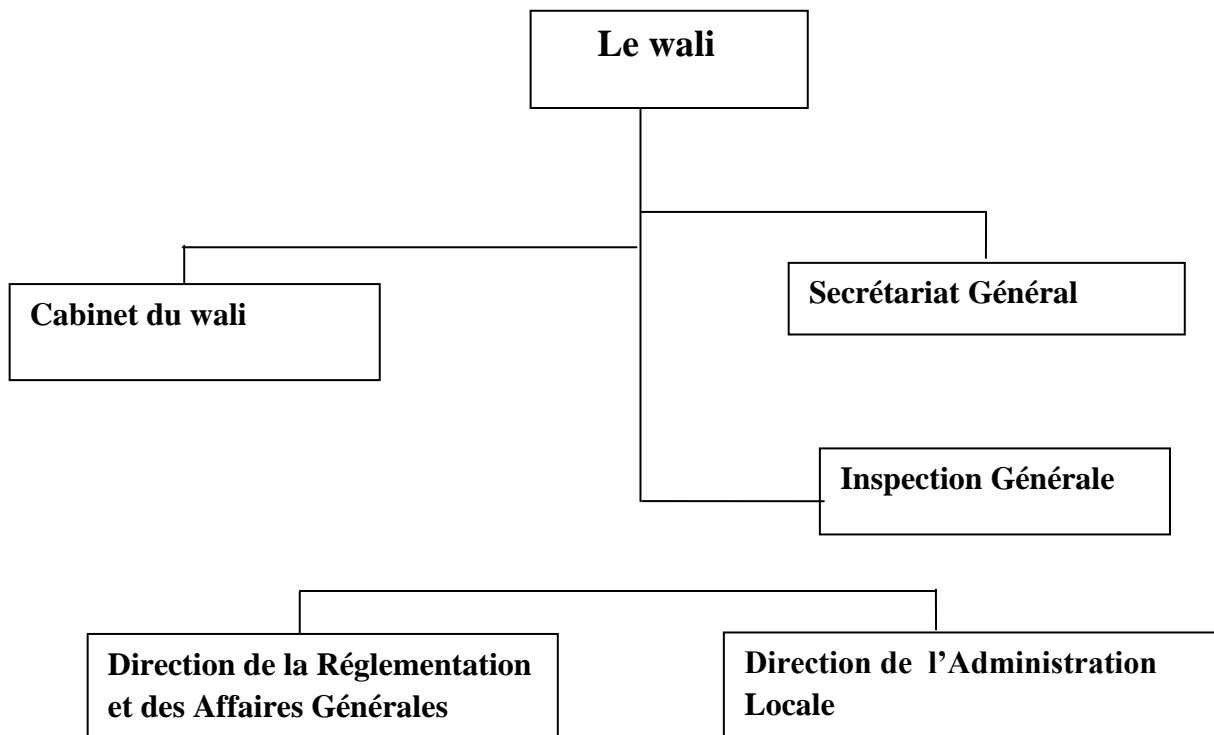 Le wali
Cabinet du wali
Secrétariat Général
Inspection Générale
Direction de la Réglementation
et des Affaires Générales
Direction de l’Administration
Locale